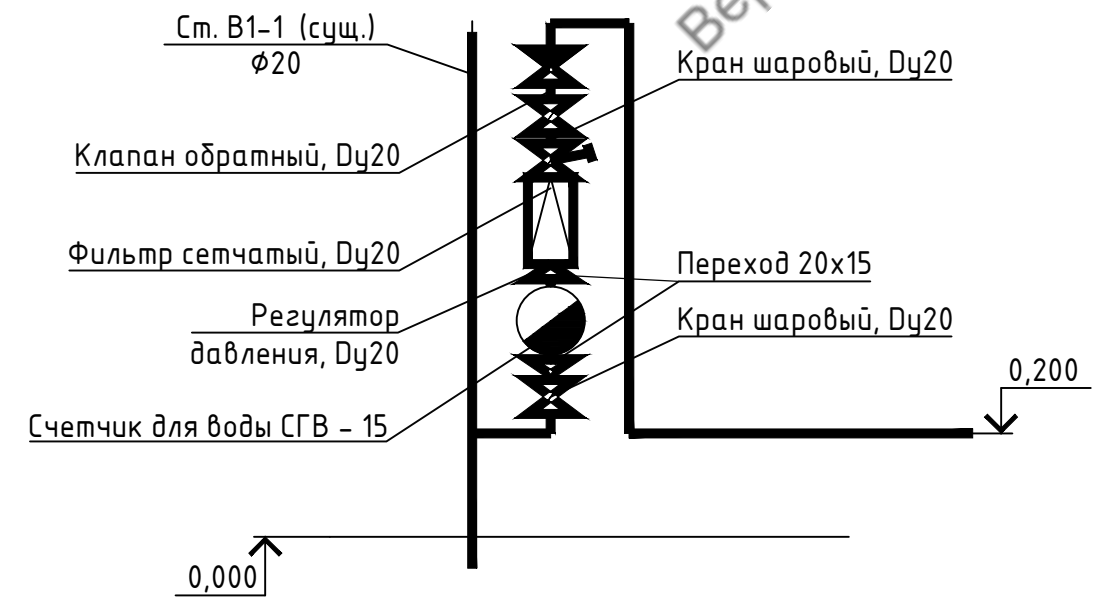 Ст. В1-1 (сущ.)
Ф20
Вер
Кран шаровый, Dу20
Клапан обратный, Dу20
Фильтр сетчатый, Dу20
Переход 20х15
Регулятор
давления, Dу20
Кран шаровый, Dу20
0,200
Счетчик для воды СГВ - 15
0,000